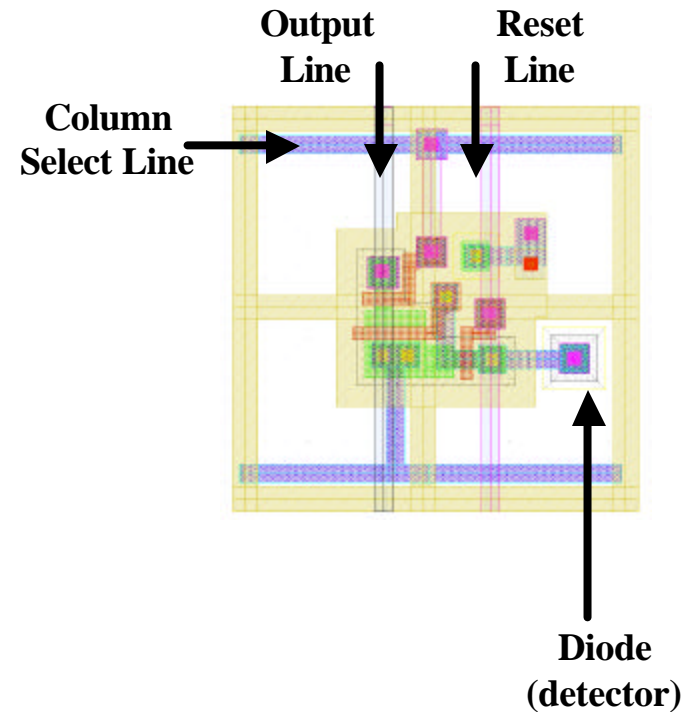 Output
Line
Reset
Line
Column
Select Line
Diode
(detector)